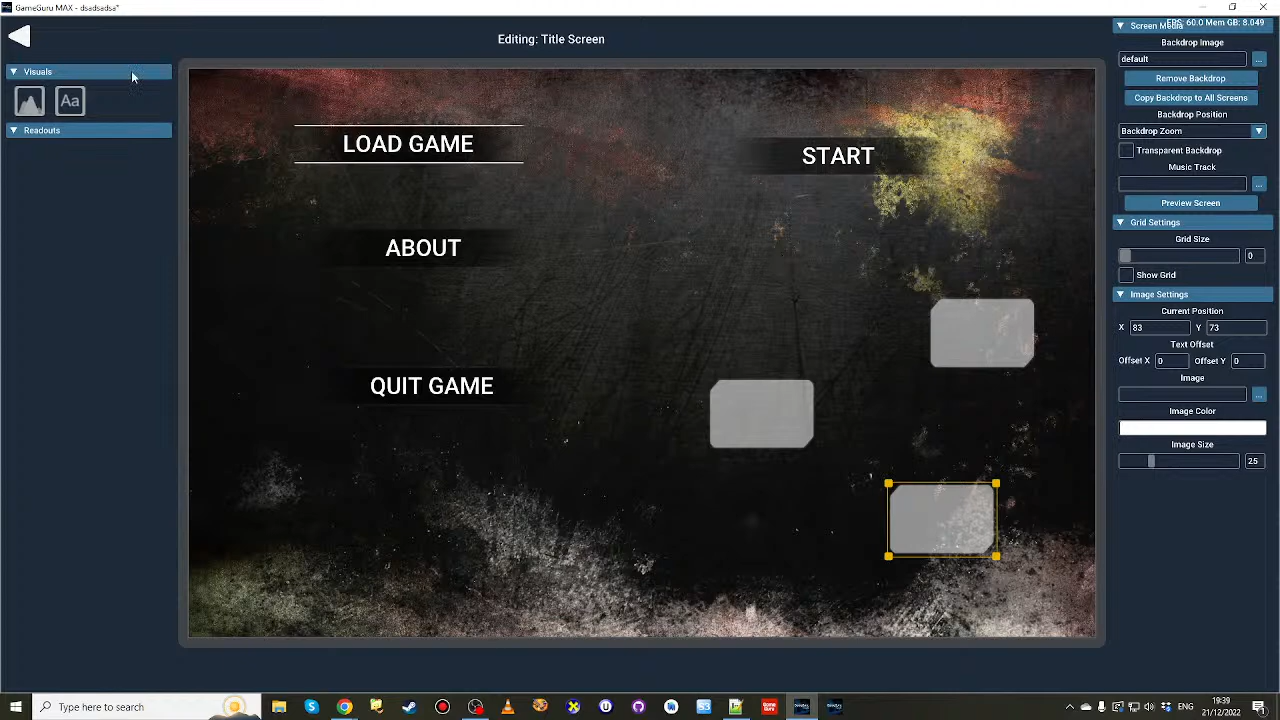 GameGuru MAX - dsadsadsa*
Editing: Title Screen
Visuals
Aa
Readouts
LOAD GAME
START
ABOUT
QUIT GAME
FPS: 60.0 Mem GB: 8.049
Screen Media
Backdrop Image
default
...
Remove Backdrop
Copy Backdrop to All Screens
Backdrop Position
Backdrop Zoom
Transparent Backdrop
Music Track
...
Preview Screen
Grid Settings
Grid Size
0
Show Grid
Image Settings
Current Position
X 83 Y 73
Text Offset
Offset X 0 Offset Y 0
Image
...
Image Color
Image Size
25
Type here to search
19:39
21/12/2022